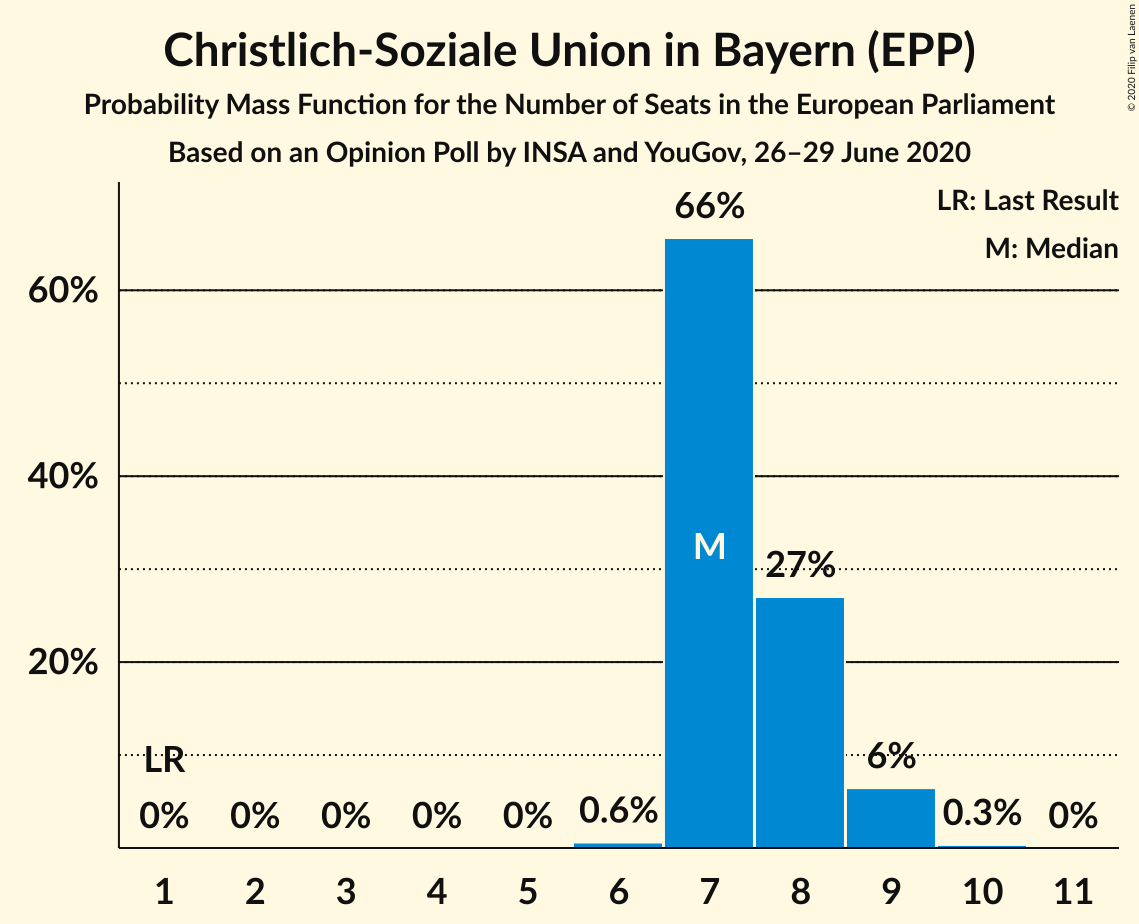 Christlich-Soziale Union in Bayern (EPP)
Probability Mass Function for the Number of Seats in the European Parliament
Based on an Opinion Poll by INSA and YouGov, 26–29 June 2020
© 2020 Filip van Laenen
LR: Last Result
M: Median
66%
60%
40%
M
27%
20%
LR
6%
0% 0% 0% 0% 0% 0.6% 0.3% 0%
1 2 3 4 5 6 7 8 9 10 11